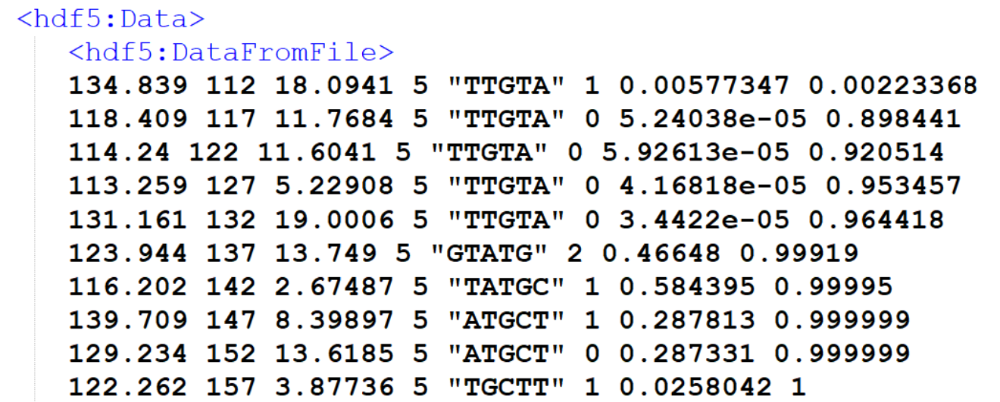 <hdf5:Data>
<hdf5:DataFromFile>
134.839 112 18.0941 5 "TTGTA" 1 0.00577347 0.00223368
118.409 117 11.7684 5 "TTGTA" 0 5.24038e-05 0.898441
114.24 122 11.6041 5 "TTGTA" 0 5.92613e-05 0.920514
113.259 127 5.22908 5 "TTGTA" 0 4.16818e-05 0.953457
131.161 132 19.0006 5 "TTGTA" 0 3.4422e-05 0.964418
123.944 137 13.749 5 "GTATG" 2 0.46648 0.99919
116.202 142 2.67487 5 "TATGC" 1 0.584395 0.99995
139.709 147 8.39897 5 "ATGCT" 1 0.287813 0.999999
129.234 152 13.6185 5 "ATGCT" 0 0.287331 0.999999
122.262 157 3.87736 5 "TGCTT" 1 0.0258042 1